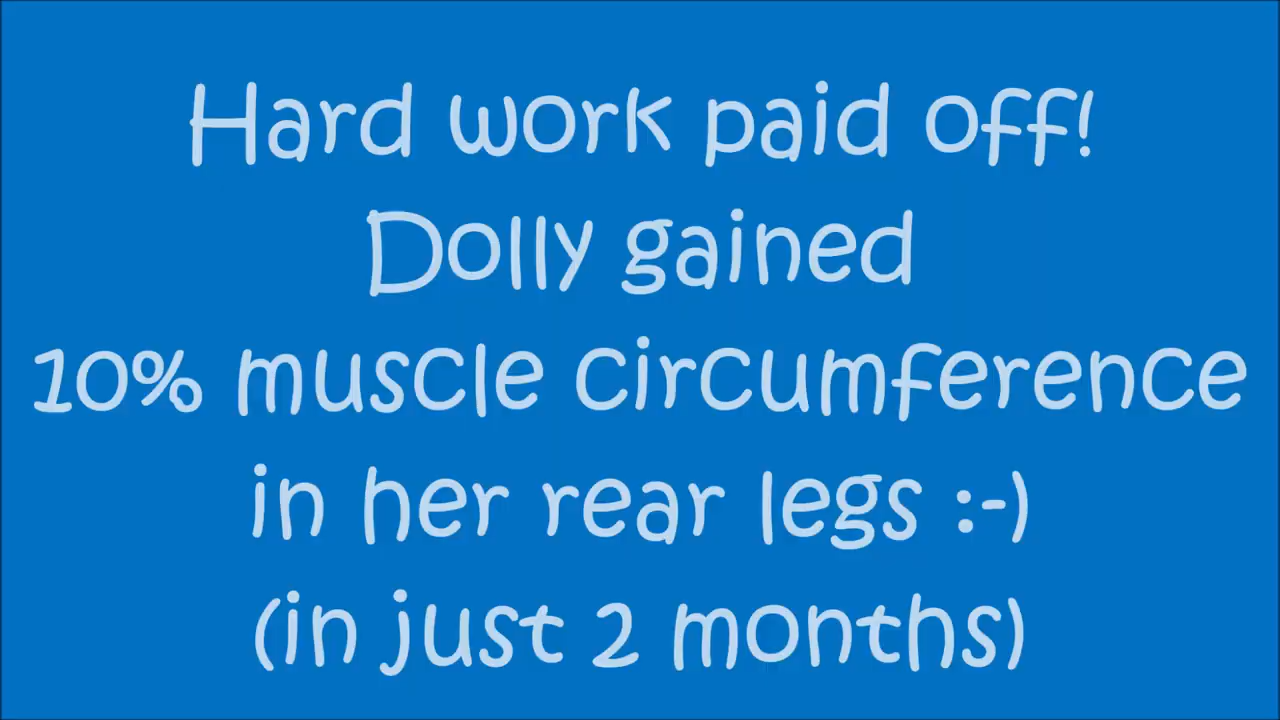 Hard work paid off!
Dolly gained
10% muscle circumference
in her rear legs :-)
(in just 2 months)